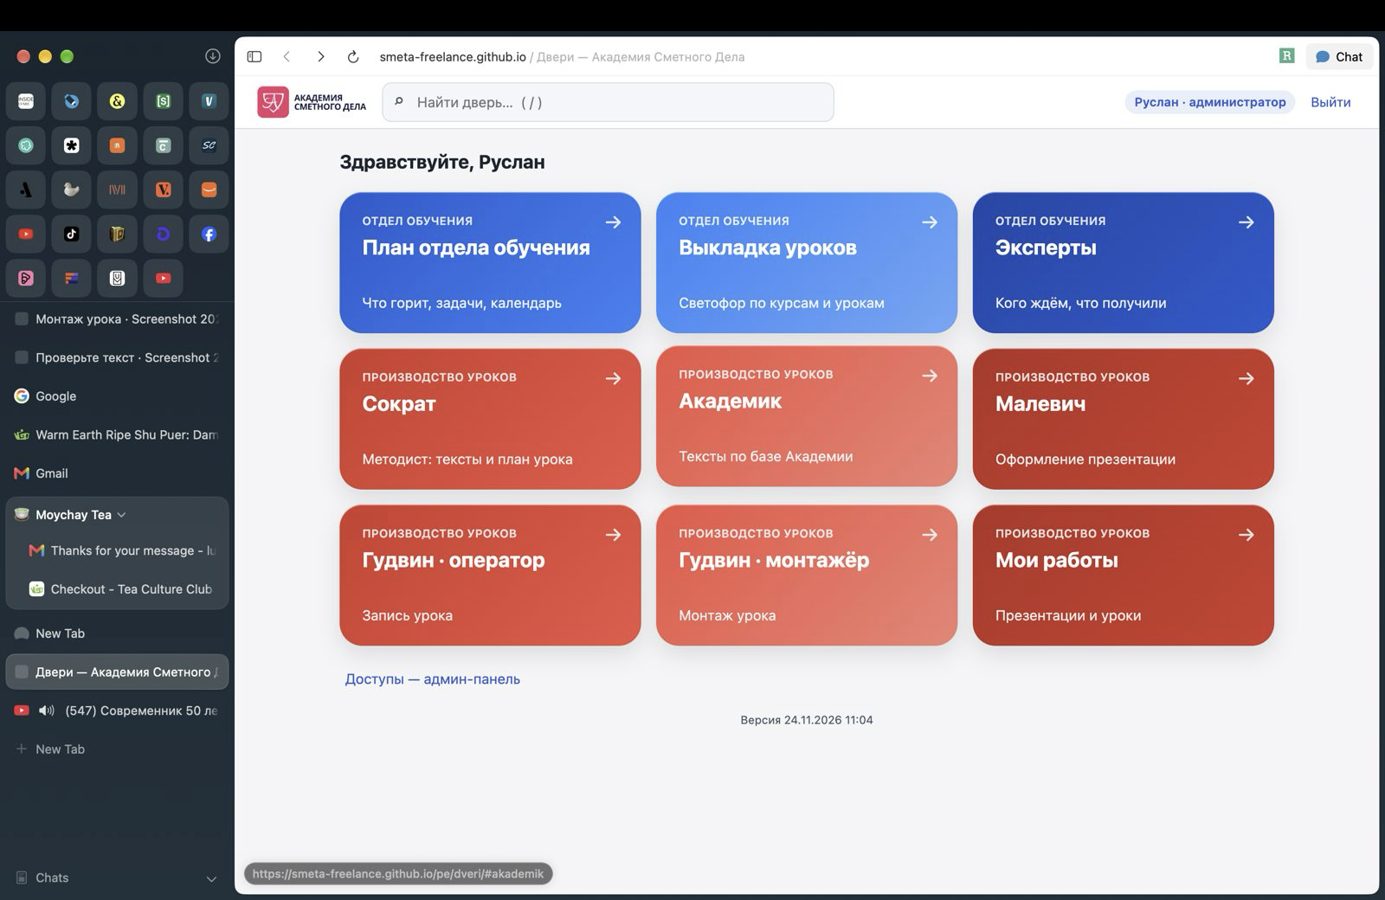 smeta-freelance.github.io / Двери — Академия Сметного Дела
Chat
АКАДЕМИЯ
СМЕТНОГО ДЕЛА
Найти дверь... ( / )
Руслан · администратор
Выйти
Монтаж урока · Screenshot 20
Проверьте текст · Screenshot 2
Google
Warm Earth Ripe Shu Puer: Dam
Gmail
Moychay Tea
Thanks for your message - lu
Checkout - Tea Culture Club
New Tab
Двери — Академия Сметного
(547) Современник 50 ле
New Tab
Chats
Здравствуйте, Руслан
ОТДЕЛ ОБУЧЕНИЯ
План отдела обучения
Что горит, задачи, календарь
ОТДЕЛ ОБУЧЕНИЯ
Выкладка уроков
Светофор по курсам и урокам
ОТДЕЛ ОБУЧЕНИЯ
Эксперты
Кого ждём, что получили
ПРОИЗВОДСТВО УРОКОВ
Сократ
Методист: тексты и план урока
ПРОИЗВОДСТВО УРОКОВ
Академик
Тексты по базе Академии
ПРОИЗВОДСТВО УРОКОВ
Малевич
Оформление презентации
ПРОИЗВОДСТВО УРОКОВ
Гудвин · оператор
Запись урока
ПРОИЗВОДСТВО УРОКОВ
Гудвин · монтажёр
Монтаж урока
ПРОИЗВОДСТВО УРОКОВ
Мои работы
Презентации и уроки
Доступы — админ-панель
Версия 24.11.2026 11:04
https://smeta-freelance.github.io/pe/dveri/#akademik